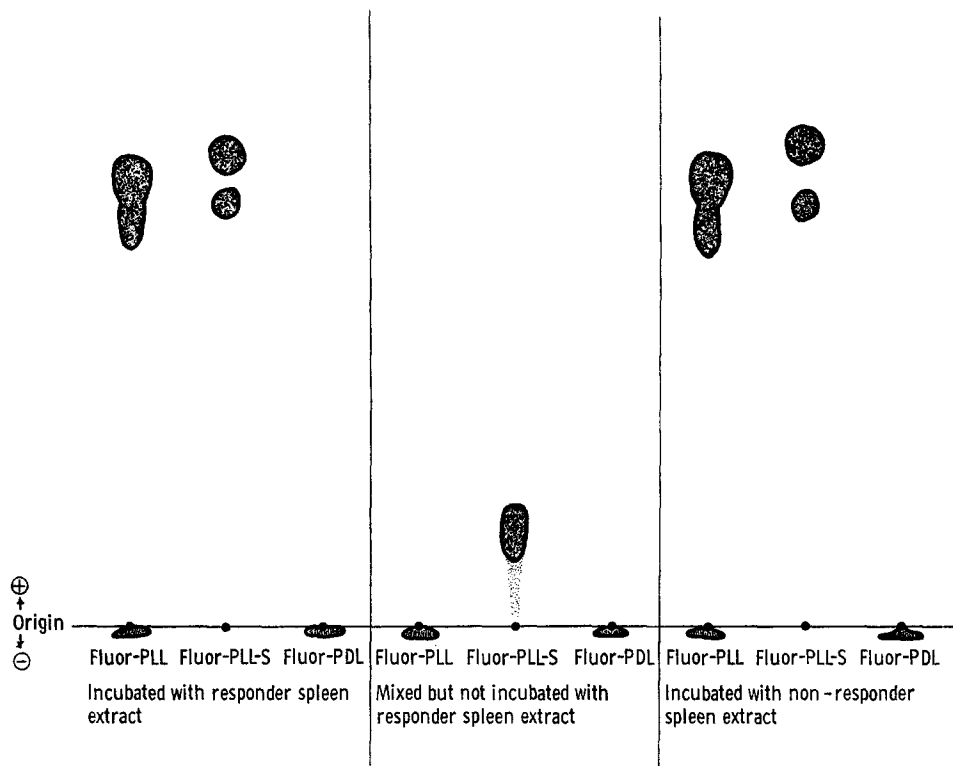 ⊕
Origin
⊖
Fluor-PLL Fluor-PLL-S Fluor-PDL
Incubated with responder spleen
extract
Fluor-PLL Fluor-PLL-S Fluor-PDL
Mixed but not incubated with
responder spleen extract
Fluor-PLL Fluor-PLL-S Fluor-PDL
Incubated with non-responder
spleen extract